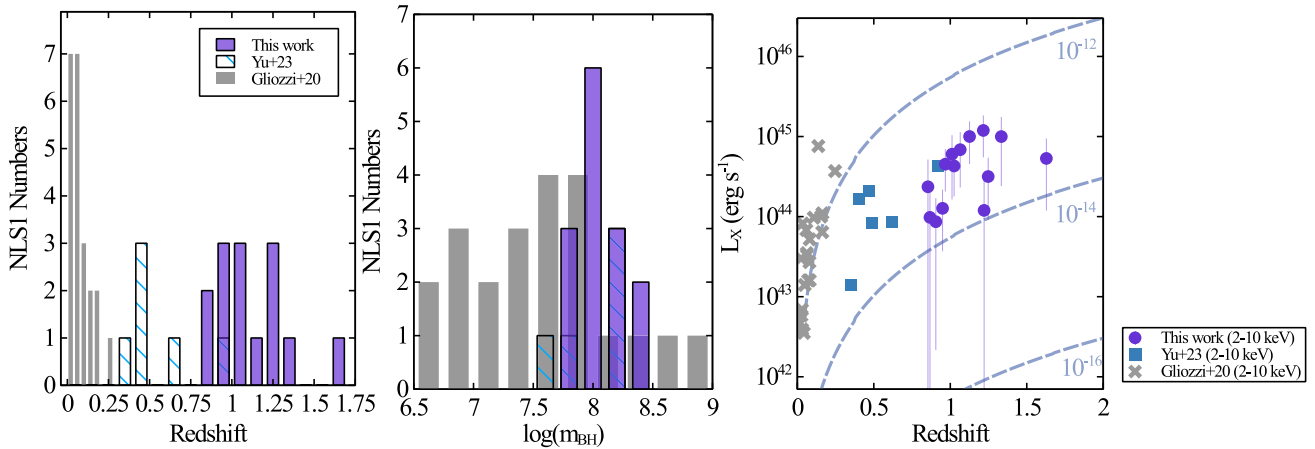 7
6
5
4
3
2
1
0
NLS1 Numbers
This work
Yu+23
Gliozzi+20
0 0.25 0.5 0.75 1 1.25 1.5 1.75
Redshift
7
6
5
4
3
2
1
0
NLS1 Numbers
6.5 7 7.5 8 8.5 9
log(m_BH)
10^46
10^45
10^44
10^43
10^42
L_X (erg s^-1)
10^-12
10^-14
10^-16
0 0.5 1 1.5 2
Redshift
This work (2-10 keV)
Yu+23 (2-10 keV)
Gliozzi+20 (2-10 keV)